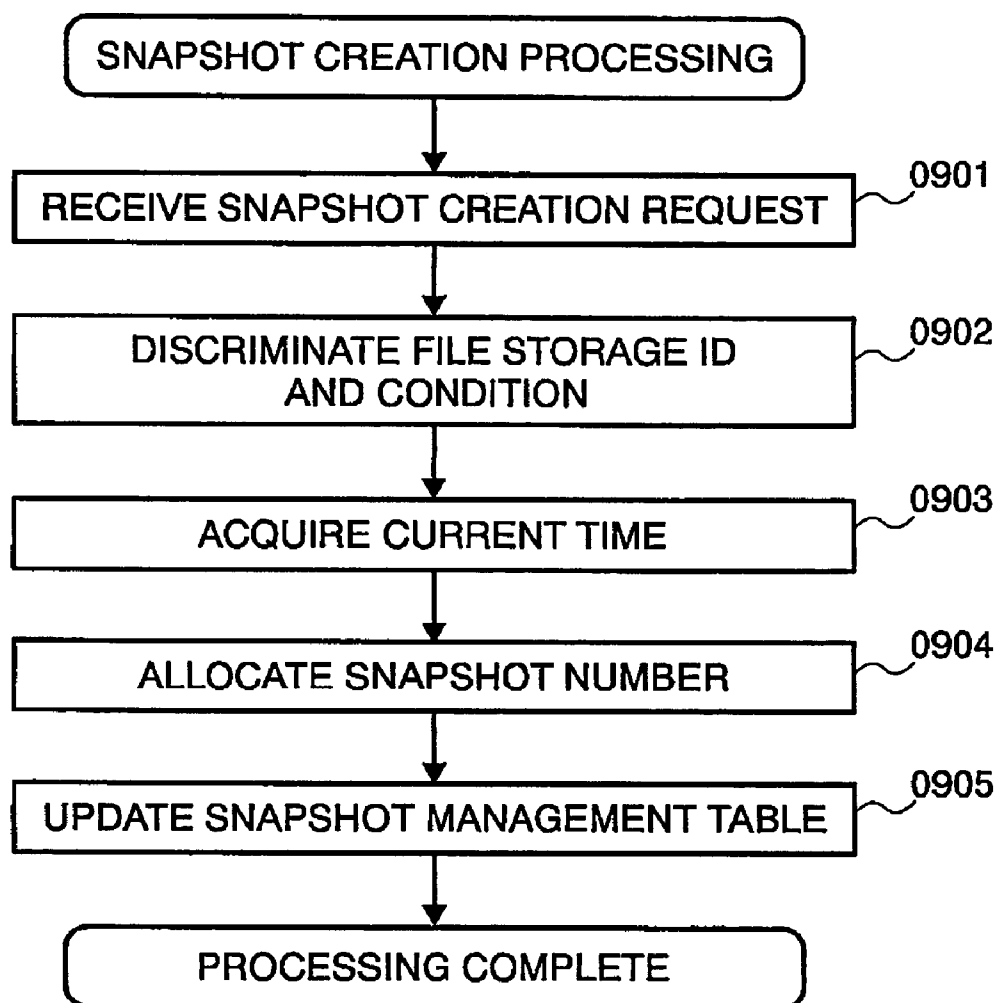 SNAPSHOT CREATION PROCESSING
0901
RECEIVE SNAPSHOT CREATION REQUEST
0902
DISCRIMINATE FILE STORAGE ID
AND CONDITION
0903
ACQUIRE CURRENT TIME
0904
ALLOCATE SNAPSHOT NUMBER
0905
UPDATE SNAPSHOT MANAGEMENT TABLE
PROCESSING COMPLETE